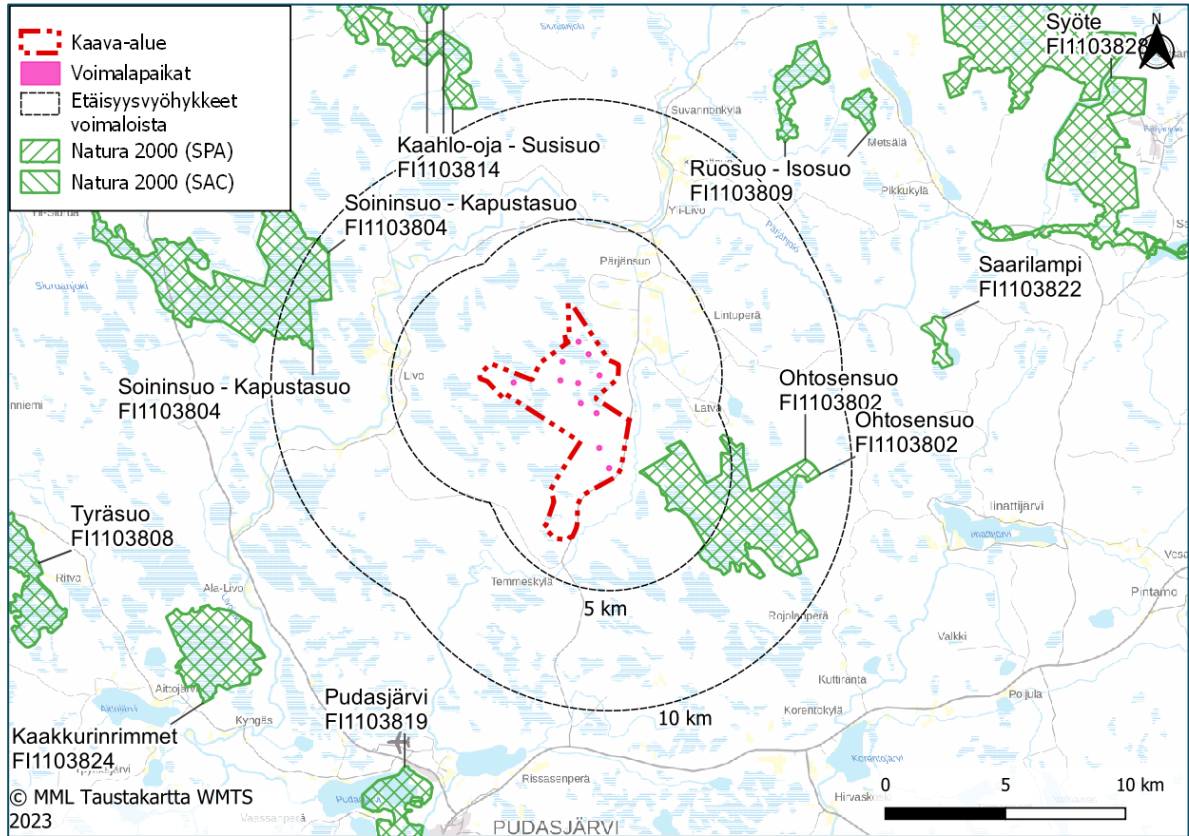 Kaava-alue
Voimalapaikat
Etäisyysvyöhykkeet
voimaloista
Natura 2000 (SPA)
Natura 2000 (SAC)
Syöte
FI1103828
N
Kaahlo-oja - Susisuo
FI1103814
Soininsuo - Kapustasuo
FI1103804
Suvannonkylä
Metsälä
Ruosuo - Isosuo
FI1103809
Pikkukylä
Yli-Livo
Pärjänsuo
Saarilampi
FI1103822
Lintuperä
Soininsuo - Kapustasuo
FI1103804
Livo
Latva
Ohtosensuo
FI1103802
Ohtosensuo
FI1103802
Tyräsuo
FI1103808
Ritva
Ala-Livo
Temmeskylä
5 km
Iinattijärvi
Pintamo
Rojolanperä
Valkki
Kuttiranta
Korentokylä
Poijula
10 km
Aittojärvi
Kyngäs
Pudasjärvi
FI1103819
Kaakkurinrimmet
FI1103824
Rissasenperä
Korentojärvi
Hirvaskoski
PUDASJÄRVI
0 5 10 km
© MML Taustakartta WMTS
2023